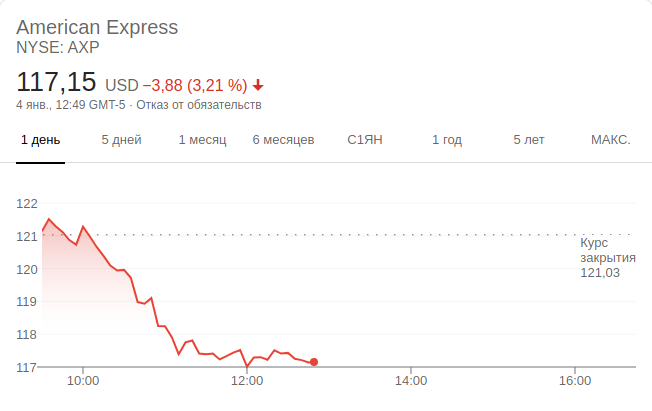 American Express
NYSE: AXP
117,15 USD −3,88 (3,21 %)
4 янв., 12:49 GMT-5 · Отказ от обязательств
1 день 5 дней 1 месяц 6 месяцев С1ЯН 1 год 5 лет МАКС.
122
121
120
119
118
117
Курс
закрытия
121,03
10:00 12:00 14:00 16:00